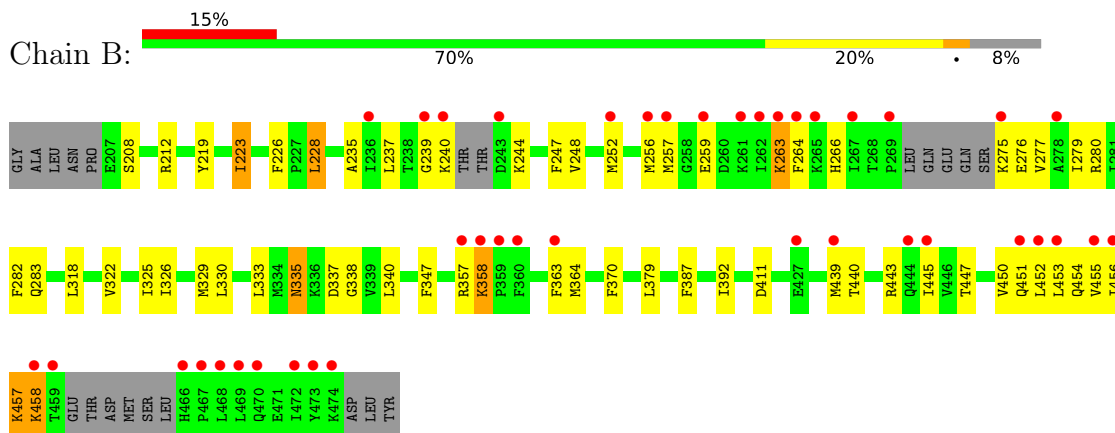 15%
Chain B:
70% 20% • 8%
GLY ALA LEU ASN PRO E207 S208 R212 Y219 I223 F226 P227 L228 A235 I236 L237 T238 G239 K240 THR THR D243 K244 F247 V248 M252 M256 M257 G258 E259 D260 K261 I262 K263 F264 K265 H266 I267 T268 P269 LEU GLN GLU GLN SER K275 E276 V277 A278 I279 R280
F282 Q283 L318 V322 I325 I326 M329 L330 L333 M334 N335 K336 D337 G338 V339 L340 F347 R357 K358 P359 F360 F363 M364 F370 L379 F387 I392 D411 E427 M439 T440 R443 Q444 I445 V446 T447 V450 Q451 L452 L453 Q454 V455
K457 K458 T459 GLU THR ASP MET SER LEU H466 P467 L468 L469 Q470 E471 I472 Y473 K474 ASP LEU TYR